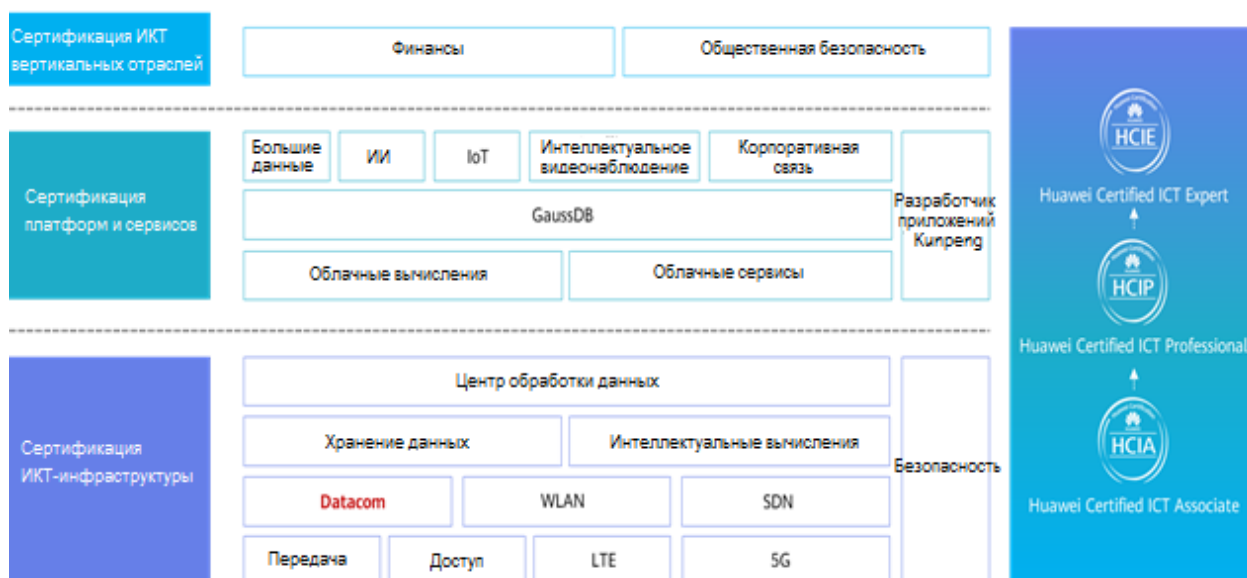 Сертификация ИКТ
вертикальных отраслей
Финансы
Общественная безопасность
Сертификация
платформ и сервисов
Большие
данные
ИИ
IoT
Интеллектуальное
видеонаблюдение
Корпоративная
связь
GaussDB
Облачные вычисления
Облачные сервисы
Разработчик
приложений
Kunpeng
Сертификация
ИКТ-инфраструктуры
Центр обработки данных
Хранение данных
Интеллектуальные вычисления
Datacom
WLAN
SDN
Передача
Доступ
LTE
5G
Безопасность
HCIE
Huawei Certified ICT Expert
HCIP
Huawei Certified ICT Professional
HCIA
Huawei Certified ICT Associate